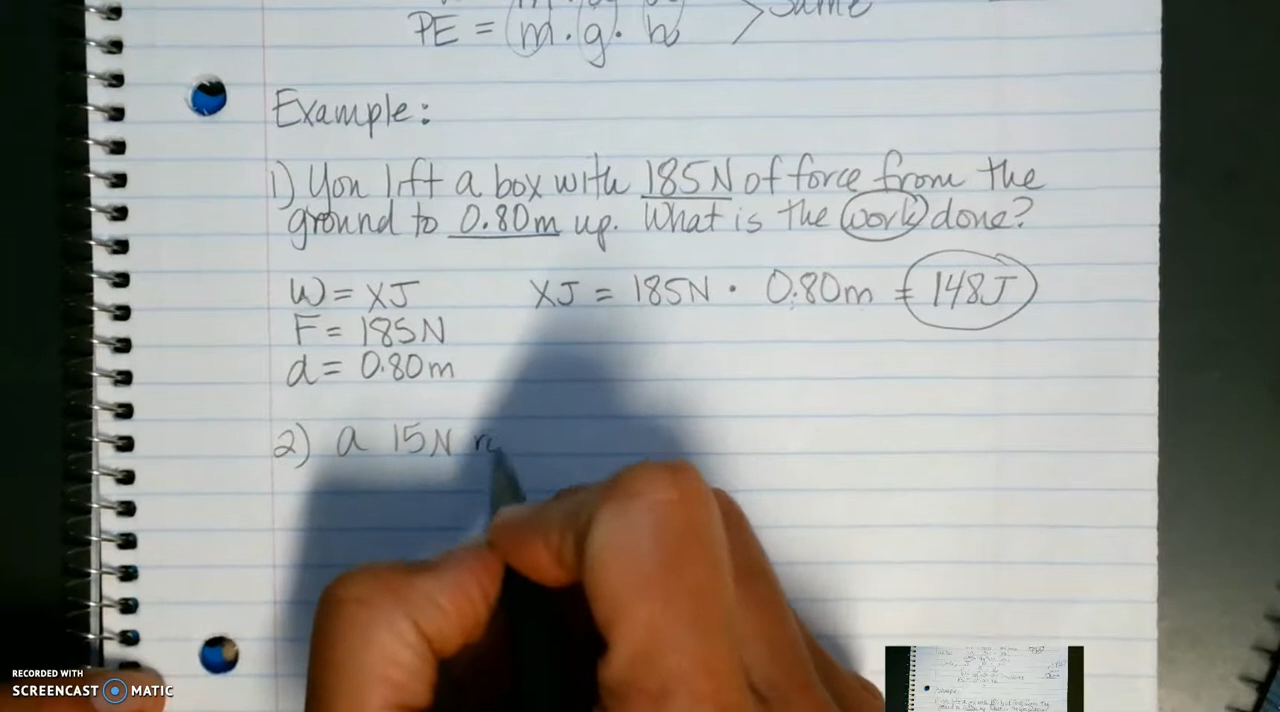 PE = m · g · h > same
Example:
1) You lift a box with 185N of force from the
ground to 0.80m up. What is the work done?
W = XJ XJ = 185N · 0.80m = 148J
F = 185N
d = 0.80m
2) a 15N
RECORDED WITH
SCREENCAST MATIC